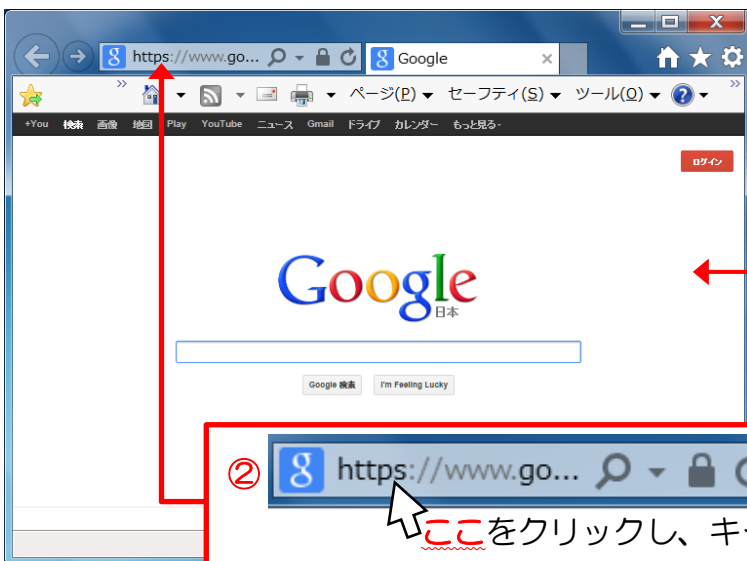 https://www.go... Google
ページ(P) セーフティ(S) ツール(O)
+You 検索 画像 地図 Play YouTube ニュース Gmail ドライブ カレンダー もっと見る
ログイン
Google
日本
Google 検索 I'm Feeling Lucky
② g https://www.go...
ここをクリックし、キ